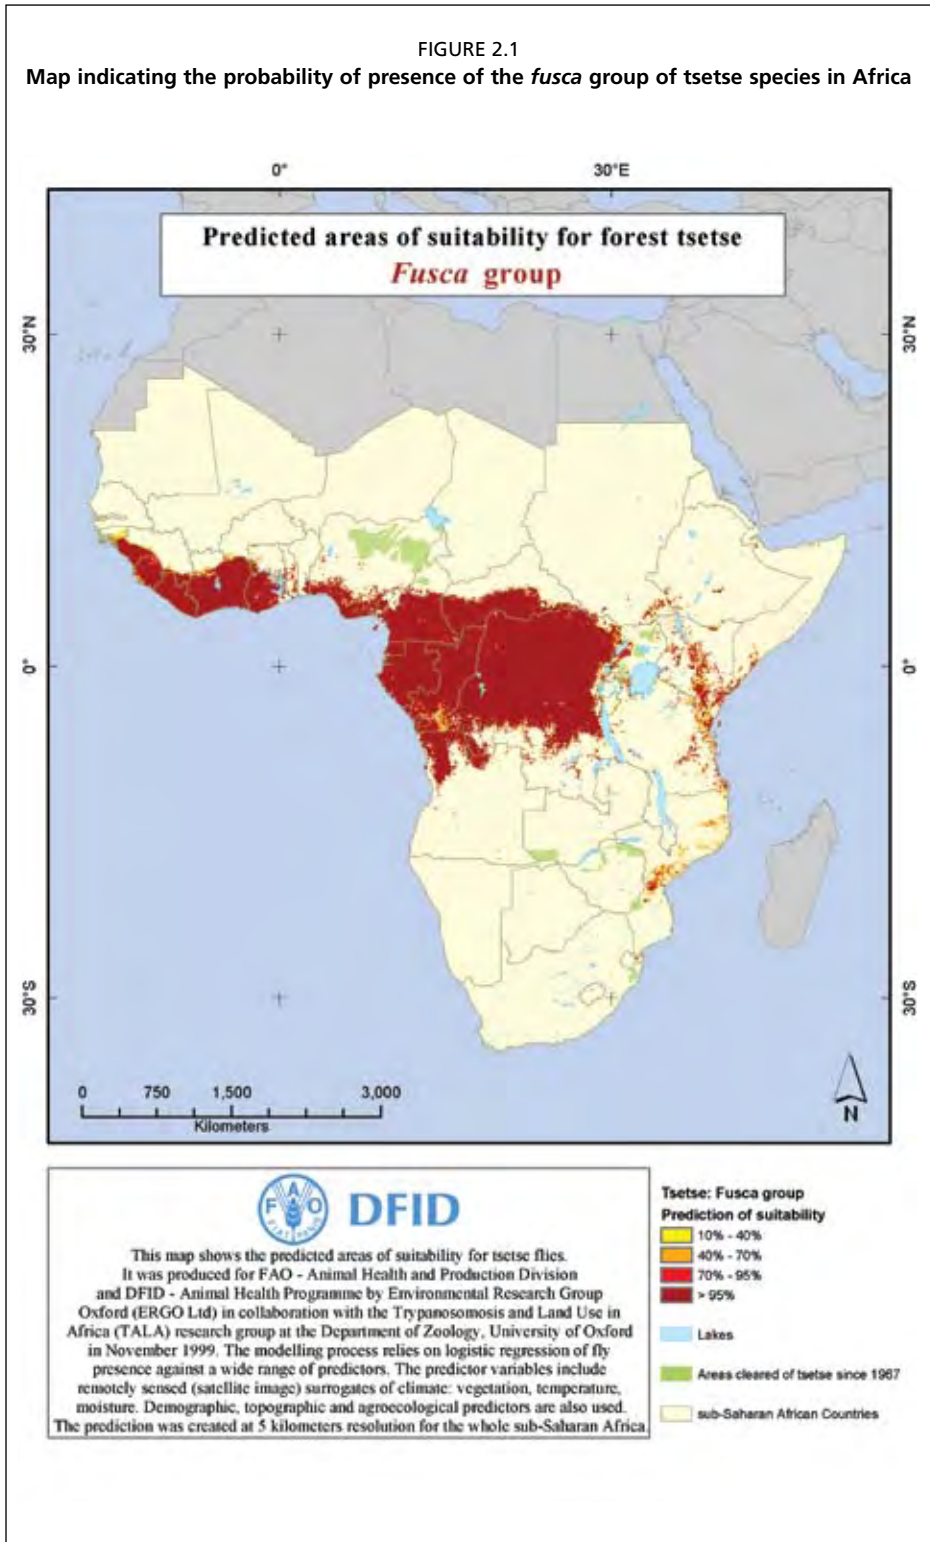 FIGURE 2.1
Map indicating the probability of presence of the fusca group of tsetse species in Africa
0° 30°E
Predicted areas of suitability for forest tsetse
Fusca group
30°N 30°N
0° 0°
30°S 30°S
0 750 1,500 3,000
Kilometers
N
FAO
FIAT PANIS
DFID
This map shows the predicted areas of suitability for tsetse flies.
It was produced for FAO - Animal Health and Production Division
and DFID - Animal Health Programme by Environmental Research Group
Oxford (ERGO Ltd) in collaboration with the Trypanosomosis and Land Use in
Africa (TALA) research group at the Department of Zoology, University of Oxford
in November 1999. The modelling process relies on logistic regression of fly
presence against a wide range of predictors. The predictor variables include
remotely sensed (satellite image) surrogates of climate: vegetation, temperature,
moisture. Demographic, topographic and agroecological predictors are also used.
The prediction was created at 5 kilometers resolution for the whole sub-Saharan Africa.
Tsetse: Fusca group
Prediction of suitability
10% - 40%
40% - 70%
70% - 95%
> 95%
Lakes
Areas cleared of tsetse since 1967
sub-Saharan African Countries